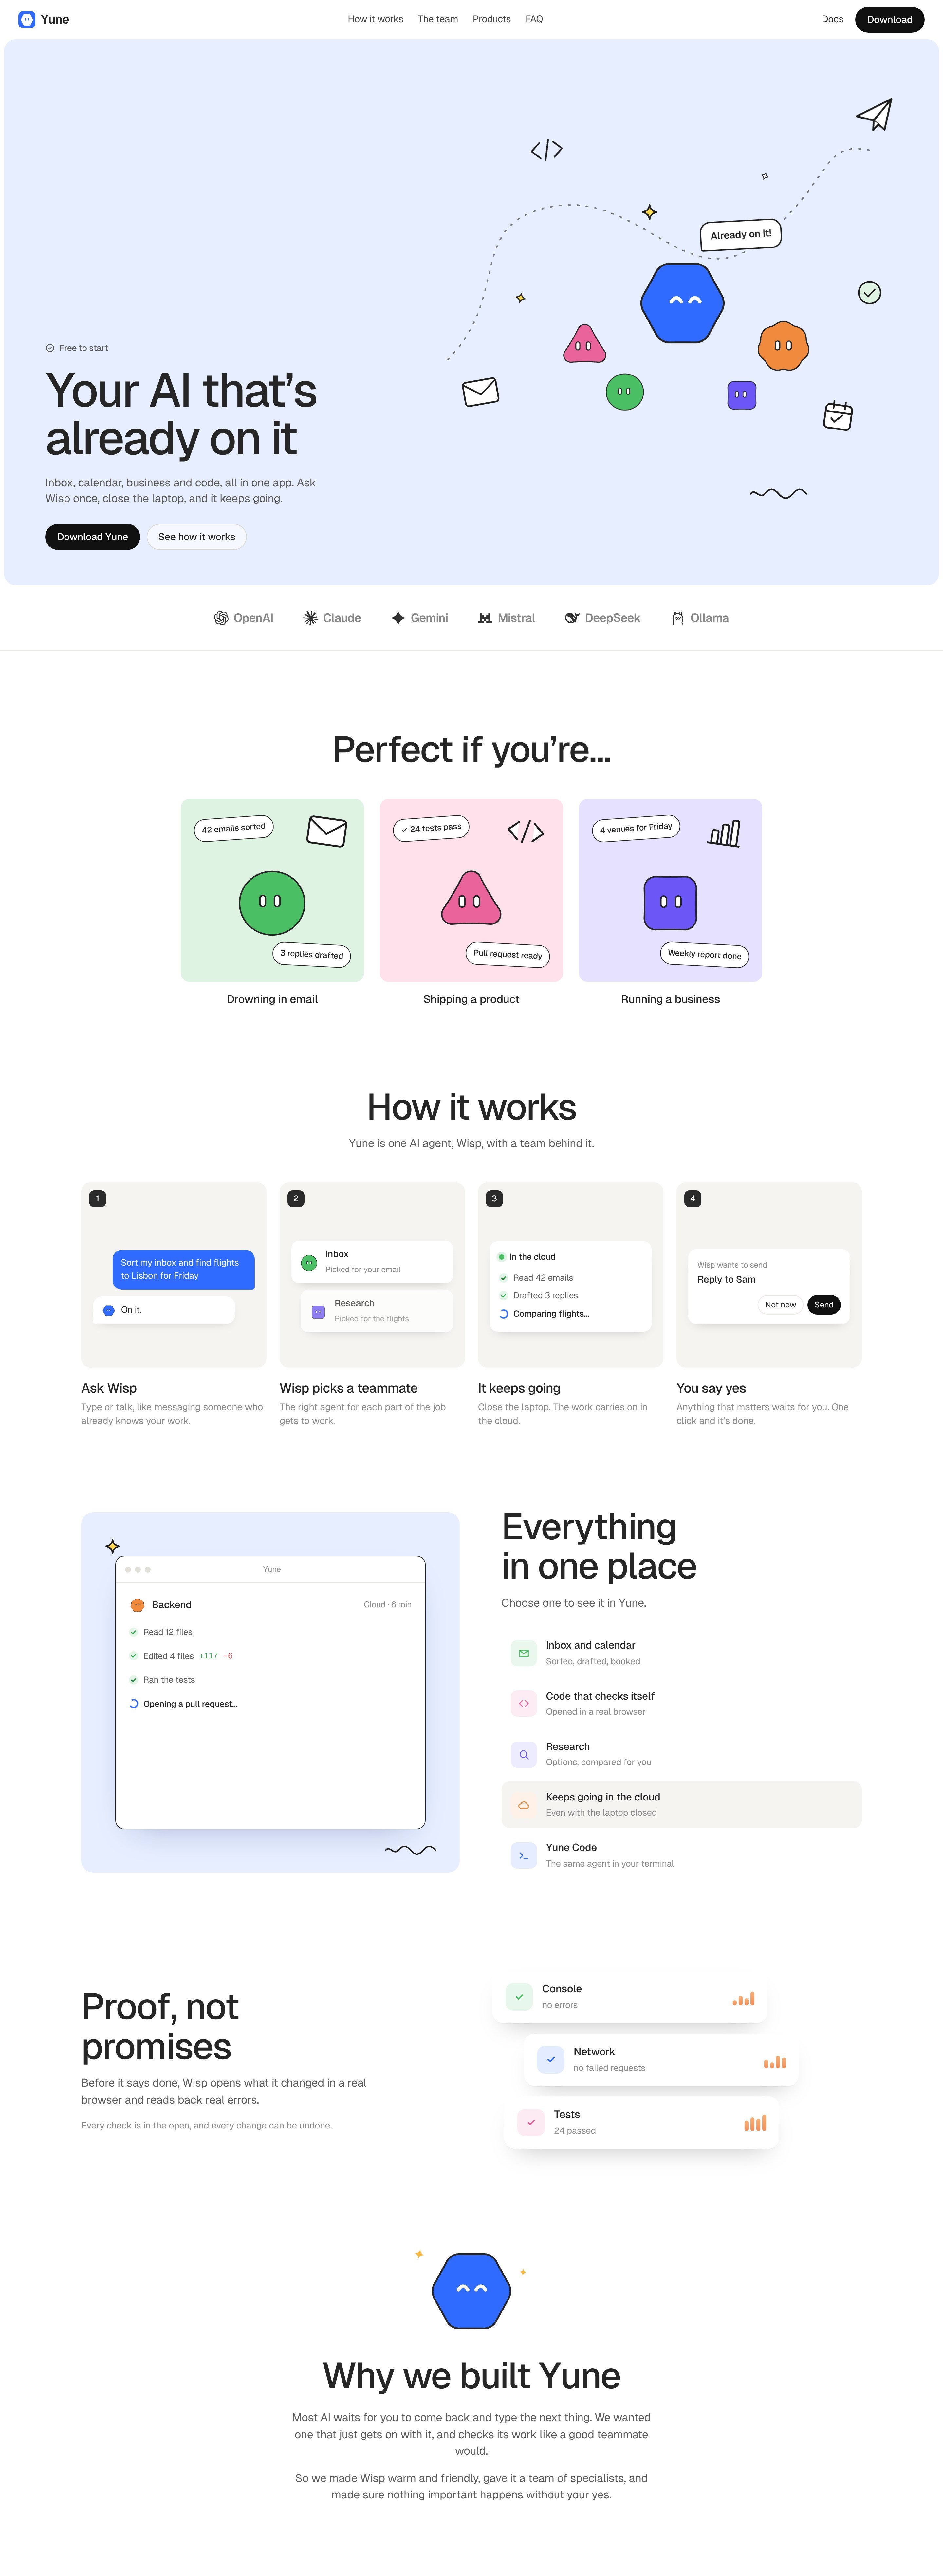 Yune
How it works
The team
Products
FAQ
Docs
Download
Already on it!
Free to start
Your AI that’s
already on it
Inbox, calendar, business and code, all in one app. Ask
Wisp once, close the laptop, and it keeps going.
Download Yune
See how it works
OpenAI
Claude
Gemini
Mistral
DeepSeek
Ollama
Perfect if you’re...
42 emails sorted
3 replies drafted
Drowning in email
24 tests pass
Pull request ready
Shipping a product
4 venues for Friday
Weekly report done
Running a business
How it works
Yune is one AI agent, Wisp, with a team behind it.
1
Sort my inbox and find flights
to Lisbon for Friday
On it.
Ask Wisp
Type or talk, like messaging someone who
already knows your work.
2
Inbox
Picked for your email
Research
Picked for the flights
Wisp picks a teammate
The right agent for each part of the job
gets to work.
3
In the cloud
Read 42 emails
Drafted 3 replies
Comparing flights...
It keeps going
Close the laptop. The work carries on in
the cloud.
4
Wisp wants to send
Reply to Sam
Not now
Send
You say yes
Anything that matters waits for you. One
click and it’s done.
Yune
Backend
Cloud · 6 min
Read 12 files
Edited 4 files +117 −6
Ran the tests
Opening a pull request...
Everything
in one place
Choose one to see it in Yune.
Inbox and calendar
Sorted, drafted, booked
Code that checks itself
Opened in a real browser
Research
Options, compared for you
Keeps going in the cloud
Even with the laptop closed
Yune Code
The same agent in your terminal
Proof, not
promises
Before it says done, Wisp opens what it changed in a real
browser and reads back real errors.
Every check is in the open, and every change can be undone.
Console
no errors
Network
no failed requests
Tests
24 passed
Why we built Yune
Most AI waits for you to come back and type the next thing. We wanted
one that just gets on with it, and checks its work like a good teammate
would.
So we made Wisp warm and friendly, gave it a team of specialists, and
made sure nothing important happens without your yes.